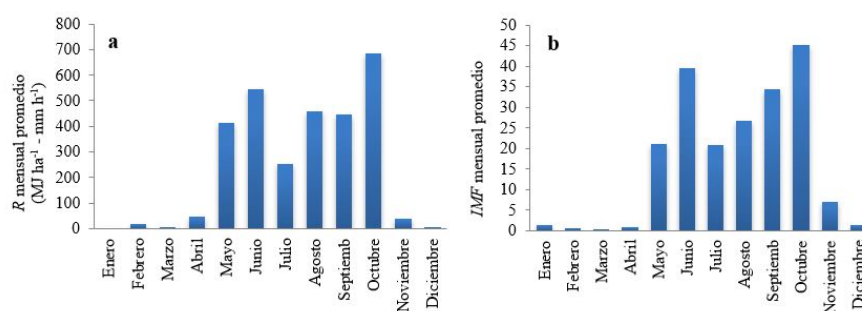 a
R mensual promedio
(MJ ha-1 - mm h-1)
800
700
600
500
400
300
200
100
0
Enero
Febrero
Marzo
Abril
Mayo
Junio
Julio
Agosto
Septiemb
Octubre
Noviembre
Diciembre
b
IMF mensual promedio
50
45
40
35
30
25
20
15
10
5
0
Enero
Febrero
Marzo
Abril
Mayo
Junio
Julio
Agosto
Septiemb
Octubre
Noviembre
Diciembre